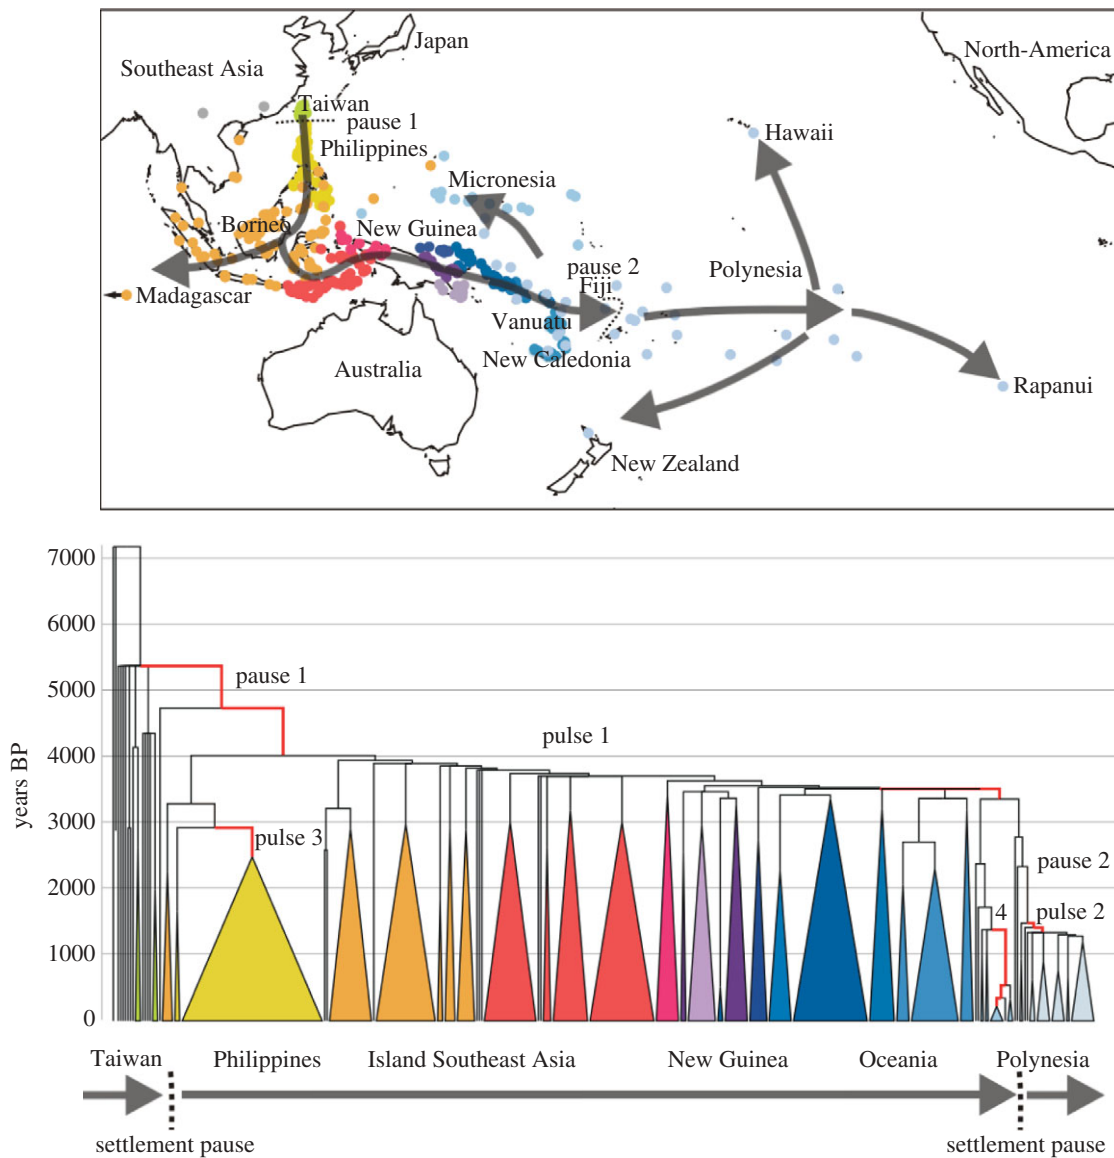 Japan
North-America
Southeast Asia
Taiwan
pause 1
Hawaii
Philippines
Micronesia
Borneo
New Guinea
pause 2
Polynesia
Fiji
Madagascar
Vanuatu
New Caledonia
Australia
Rapanui
New Zealand
7000
6000
5000
4000
3000
2000
1000
0
years BP
pause 1
pulse 1
pulse 3
pause 2
4
pulse 2
Taiwan
Philippines
Island Southeast Asia
New Guinea
Oceania
Polynesia
settlement pause
settlement pause